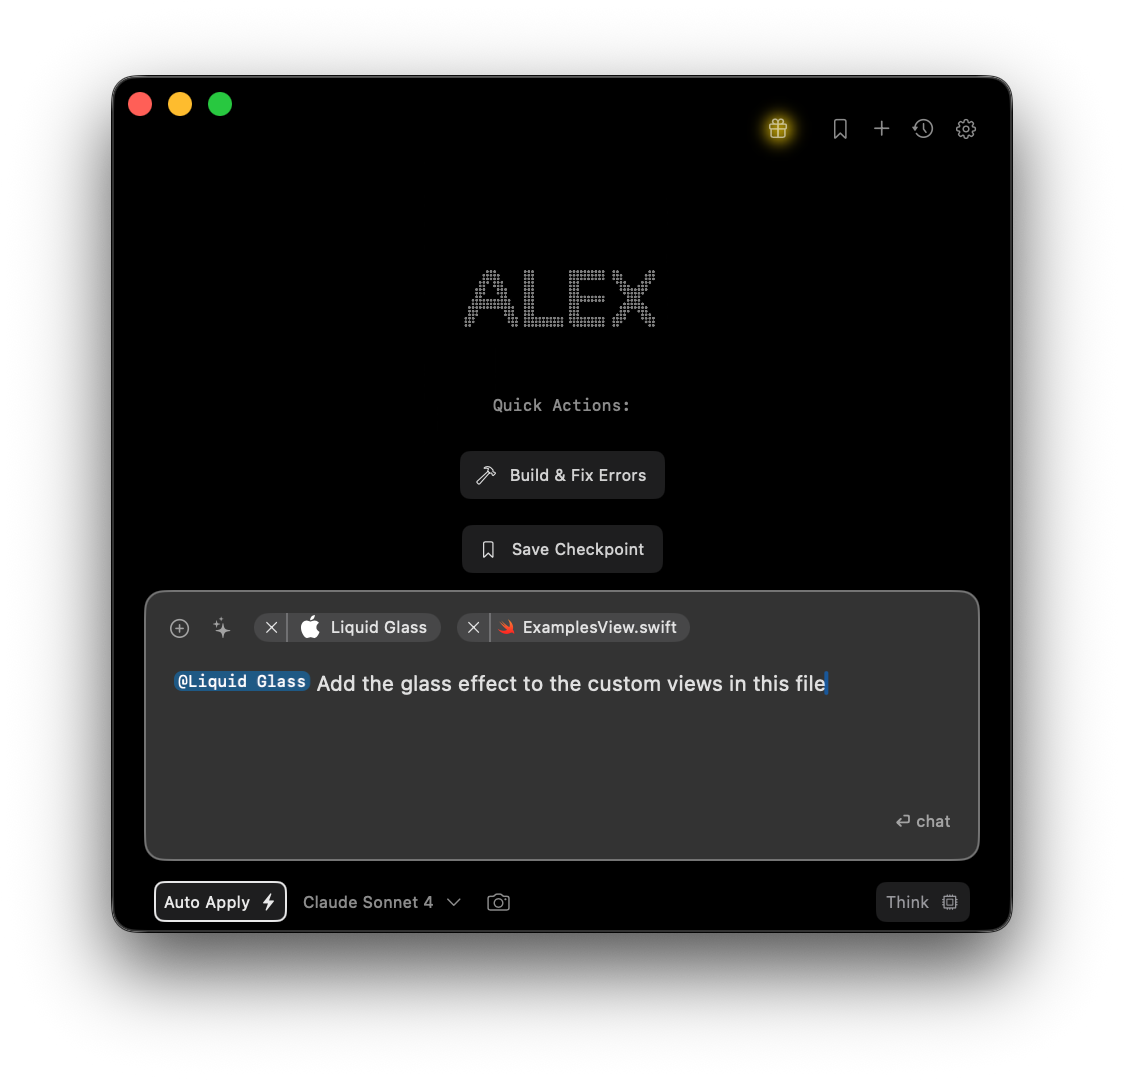 ALEX
Quick Actions:
Build & Fix Errors
Save Checkpoint
Liquid Glass ExamplesView.swift
@Liquid Glass Add the glass effect to the custom views in this file
chat
Auto Apply Claude Sonnet 4 Think